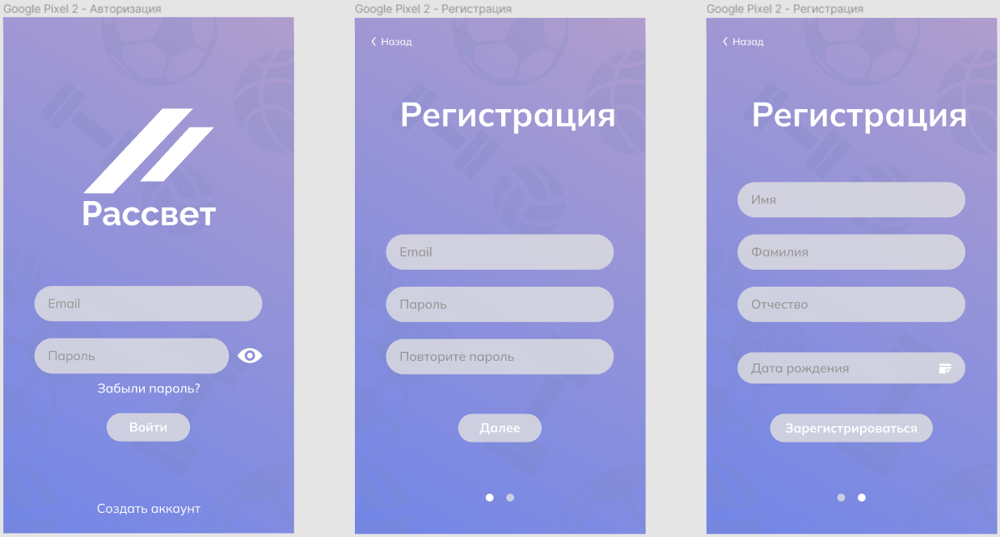 Google Pixel 2 - Авторизация
Рассвет
Email
Пароль
Забыли пароль?
Войти
Создать аккаунт
Google Pixel 2 - Регистрация
Назад
Регистрация
Email
Пароль
Повторите пароль
Далее
Google Pixel 2 - Регистрация
Назад
Регистрация
Имя
Фамилия
Отчество
Дата рождения
Зарегистрироваться